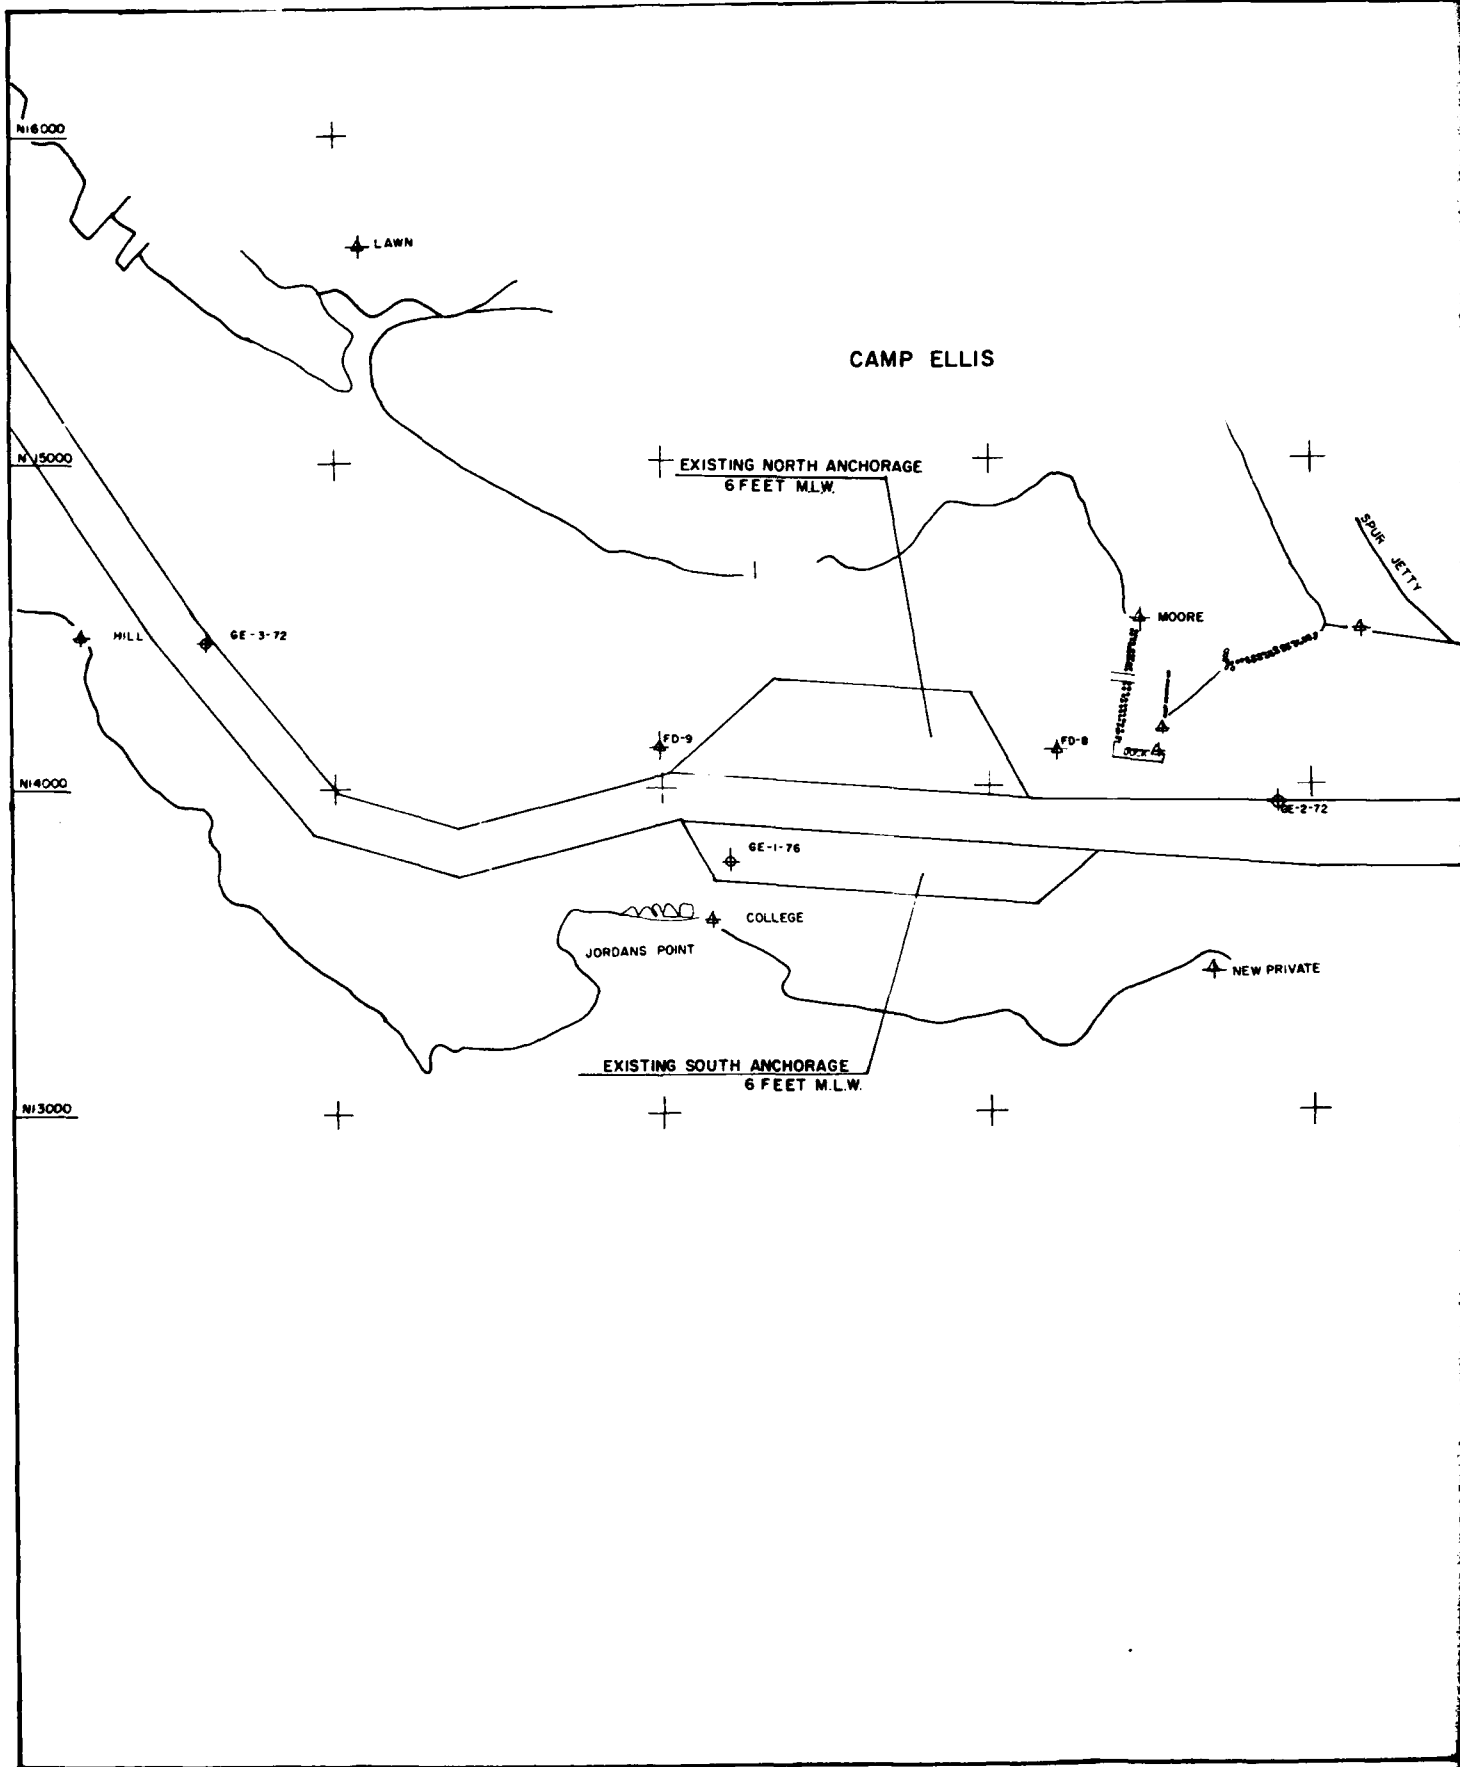 N16000
LAWN
CAMP ELLIS
N15000
EXISTING NORTH ANCHORAGE
6 FEET M.L.W.
SPUR JETTY
HILL
GE-3-72
MOORE
FD-9
FD-8
DOCK
N14000
GE-2-72
GE-1-76
COLLEGE
JORDANS POINT
NEW PRIVATE
EXISTING SOUTH ANCHORAGE
6 FEET M.L.W.
N13000